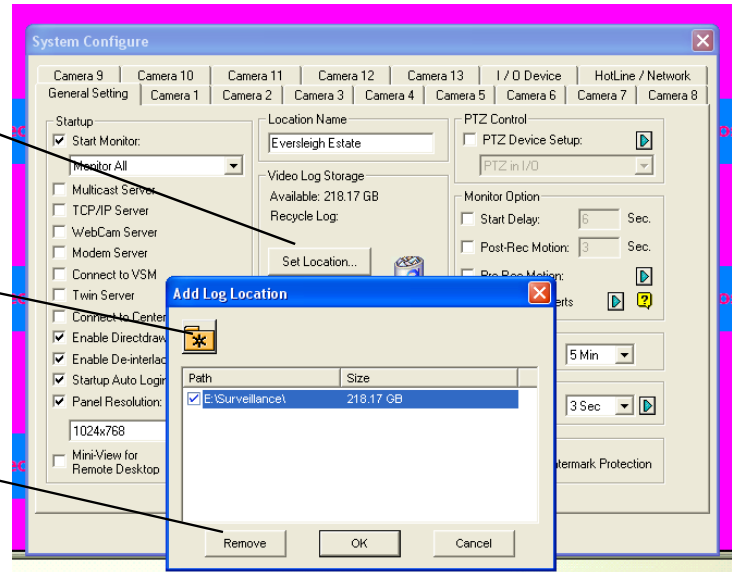 System Configure
Camera 9 Camera 10 Camera 11 Camera 12 Camera 13 I / O Device HotLine / Network
General Setting Camera 1 Camera 2 Camera 3 Camera 4 Camera 5 Camera 6 Camera 7 Camera 8
Startup
Start Monitor:
Monitor All
Multicast Server
TCP/IP Server
WebCam Server
Modem Server
Connect to VSM
Twin Server
Connect to Center
Enable Directdraw
Enable De-interlac
Startup Auto Login
Panel Resolution:
1024x768
Mini-View for
Remote Desktop
Location Name
Eversleigh Estate
Video Log Storage
Available: 218.17 GB
Recycle Log:
Set Location...
PTZ Control
PTZ Device Setup:
PTZ in I/O
Monitor Option
Start Delay: 6 Sec.
Post-Rec Motion: 3 Sec.
Pre-Rec Motion:
erts
5 Min
3 Sec
termark Protection
Add Log Location
Path Size
E:\Surveillance\ 218.17 GB
Remove OK Cancel